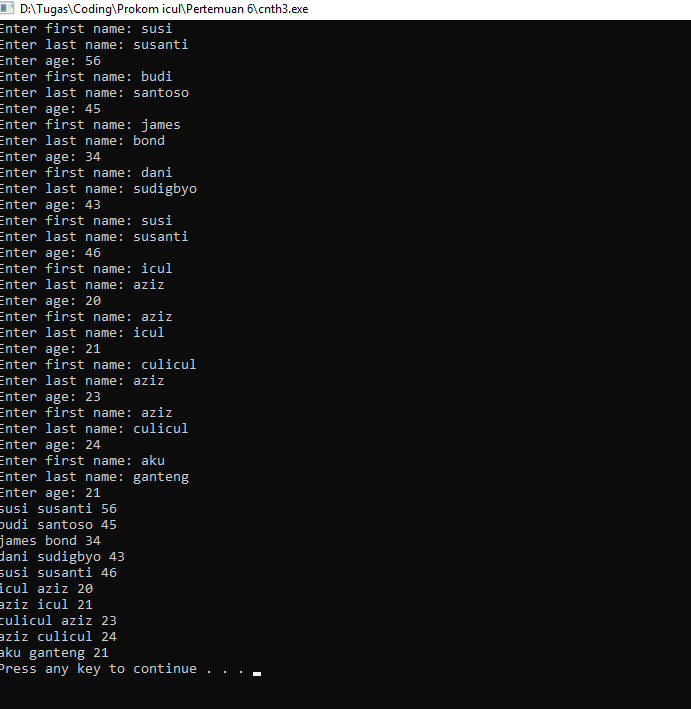 D:\Tugas\Coding\Prokom icul\Pertemuan 6\cnth3.exe
Enter first name: susi
Enter last name: susanti
Enter age: 56
Enter first name: budi
Enter last name: santoso
Enter age: 45
Enter first name: james
Enter last name: bond
Enter age: 34
Enter first name: dani
Enter last name: sudigbyo
Enter age: 43
Enter first name: susi
Enter last name: susanti
Enter age: 46
Enter first name: icul
Enter last name: aziz
Enter age: 20
Enter first name: aziz
Enter last name: icul
Enter age: 21
Enter first name: culicul
Enter last name: aziz
Enter age: 23
Enter first name: aziz
Enter last name: culicul
Enter age: 24
Enter first name: aku
Enter last name: ganteng
Enter age: 21
susi susanti 56
budi santoso 45
james bond 34
dani sudigbyo 43
susi susanti 46
icul aziz 20
aziz icul 21
culicul aziz 23
aziz culicul 24
aku ganteng 21
Press any key to continue . . .